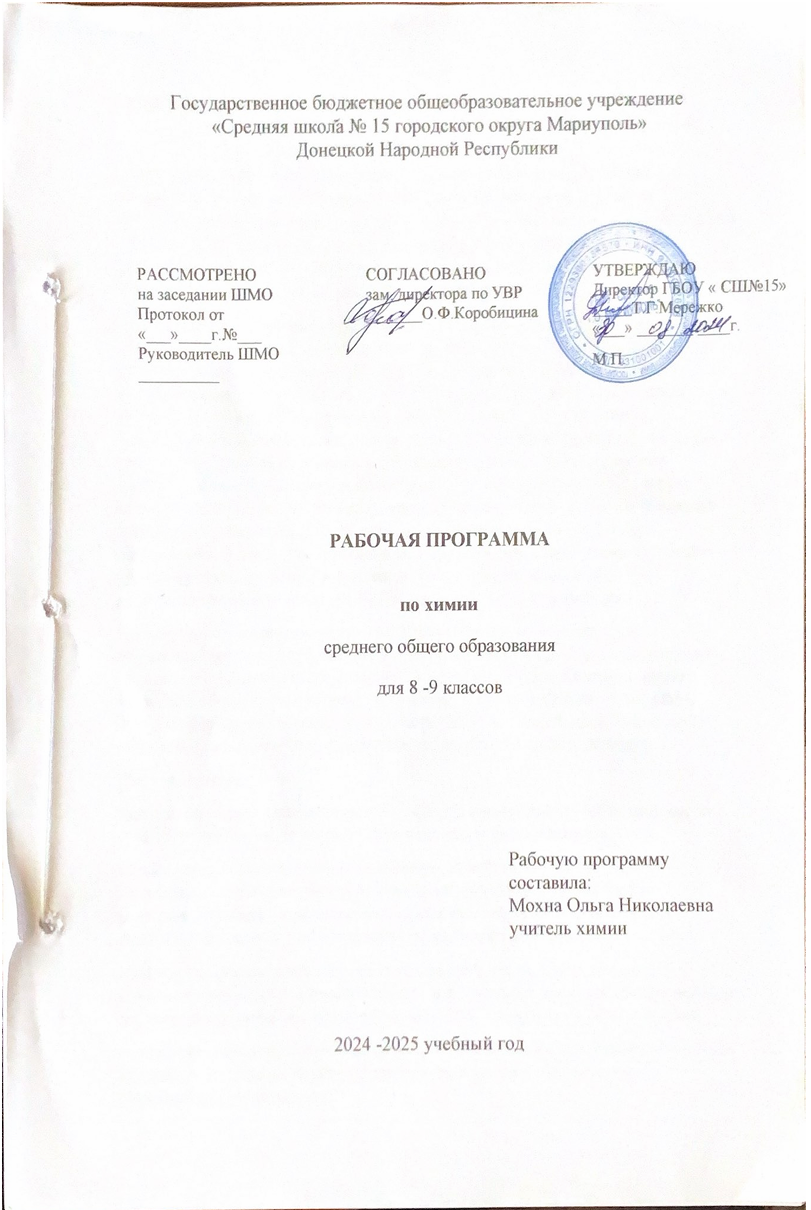 Государственное бюджетное общеобразовательное учреждение
«Средняя школа № 15 городского округа Мариуполь»
Донецкой Народной Республики
РАССМОТРЕНО
на заседании ШМО
Протокол от
«___»____г.№___
Руководитель ШМО
__________
СОГЛАСОВАНО
зам директора по УВР
О.Ф.Коробицина
УТВЕРЖДАЮ
Директор ГБОУ « СШ№15»
Т.Г Мережко
« » 08 2024 г.
М.П.
РАБОЧАЯ ПРОГРАММА
по химии
среднего общего образования
для 8 -9 классов
Рабочую программу
составила:
Мохна Ольга Николаевна
учитель химии
2024 -2025 учебный год